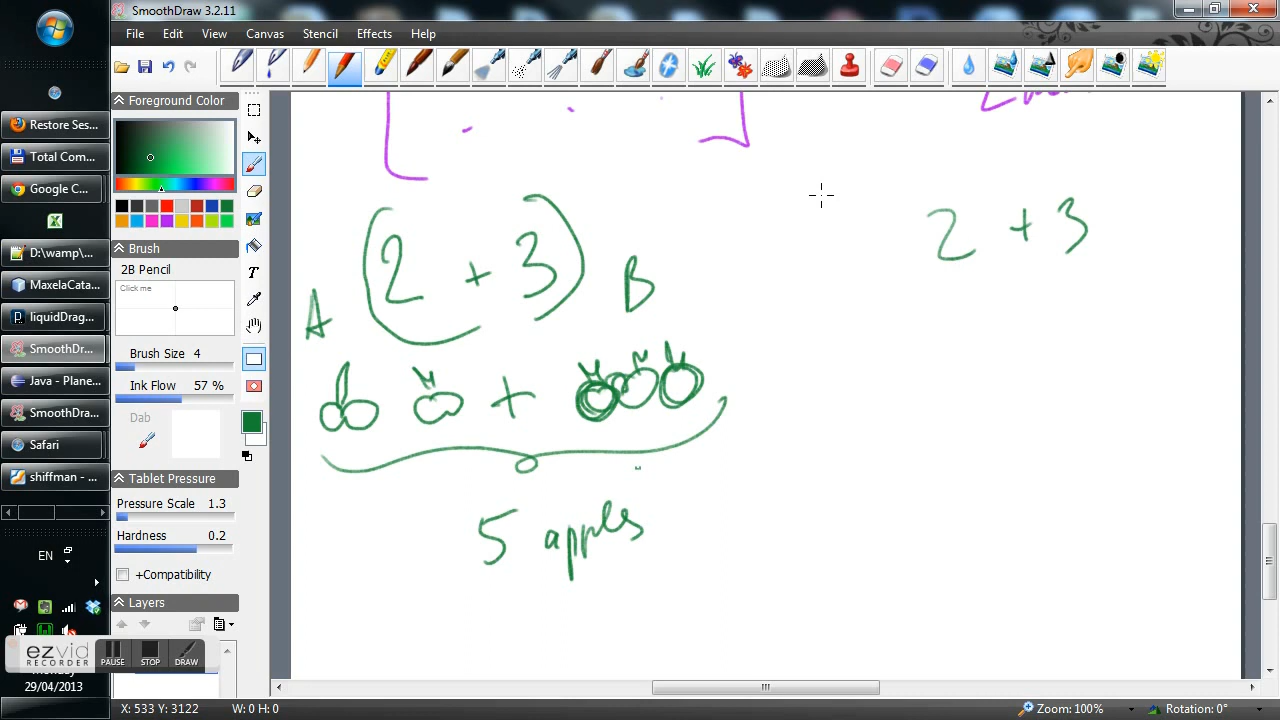 SmoothDraw 3.2.11
File Edit View Canvas Stencil Effects Help
Restore Ses...
Total Com...
Google C...
D:\wamp\...
MaxelaCata...
liquidDrag...
SmoothDr...
Java - Plane...
SmoothDra...
Safari
shiffman - ...
EN
ezvid
RECORDER
PAUSE STOP DRAW
29/04/2013
Foreground Color
Brush
2B Pencil
Click me
Brush Size 4
Ink Flow 57 %
Dab
Tablet Pressure
Pressure Scale 1.3
Hardness 0.2
+Compatibility
Layers
T
(2 + 3)
A B
+
5 apples
2 + 3
X: 533 Y: 3122 W: 0 H: 0 Zoom: 100% Rotation: 0°